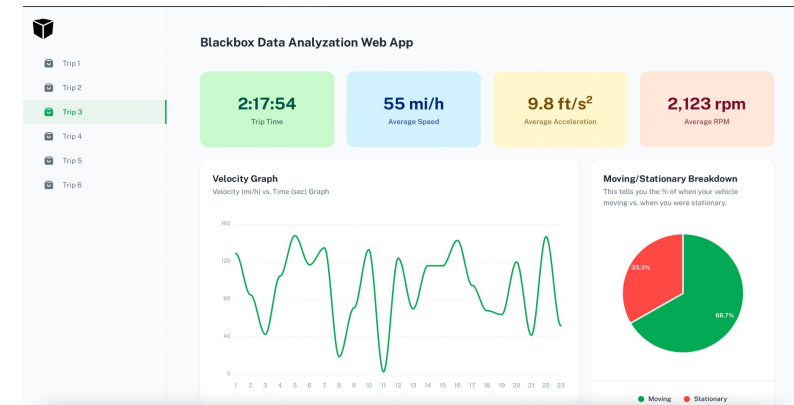 Blackbox Data Analyzation Web App
Trip 1
Trip 2
Trip 3
Trip 4
Trip 5
Trip 6
2:17:54
Trip Time
55 mi/h
Average Speed
9.8 ft/s²
Average Acceleration
2,123 rpm
Average RPM
Velocity Graph
Velocity (mi/h) vs. Time (sec) Graph
160
120
80
40
0
1 2 3 4 5 6 7 8 9 10 11 12 13 14 15 16 17 18 19 20 21 22 23
Moving/Stationary Breakdown
This tells you the % of when your vehicle
moving vs. when you were stationary.
33.3%
66.7%
Moving Stationary